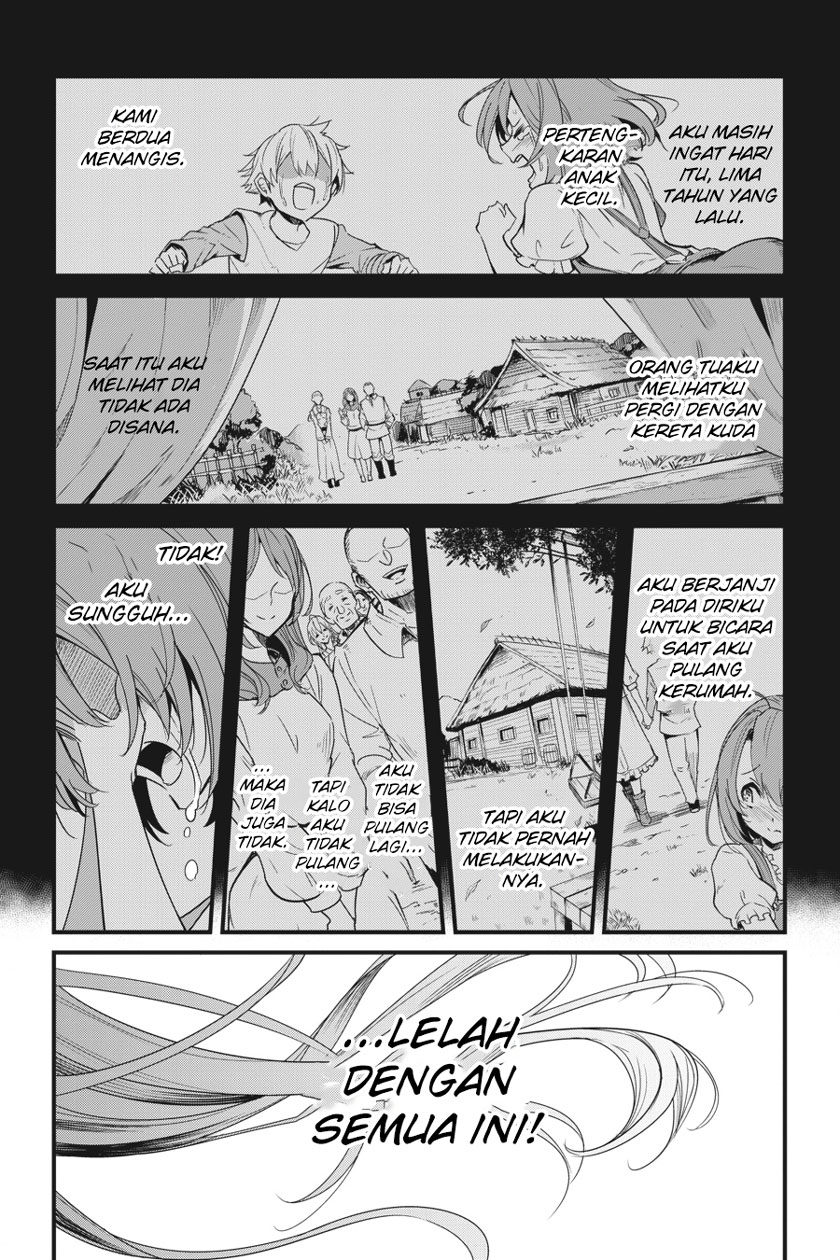 AKU MASIH
INGAT HARI
ITU, LIMA
TAHUN YANG
LALU.
PERTENG-
KARAN
ANAK
KECIL.
KAMI
BERDUA
MENANGIS.
ORANG TUAKU
MELIHATKU
PERGI DENGAN
KERETA KUDA
SAAT ITU AKU
MELIHAT DIA
TIDAK ADA
DISANA.
AKU BERJANJI
PADA DIRIKU
UNTUK BICARA
SAAT AKU
PULANG
KERUMAH.
TAPI AKU
TIDAK PERNAH
MELAKUKAN-
NYA.
AKU
TIDAK
BISA
PULANG
LAGI...
TAPI
KALO
AKU
TIDAK
PULANG
...
...
MAKA
DIA
JUGA
TIDAK.
TIDAK!
AKU
SUNGGUH...
...LELAH
DENGAN
SEMUA INI!